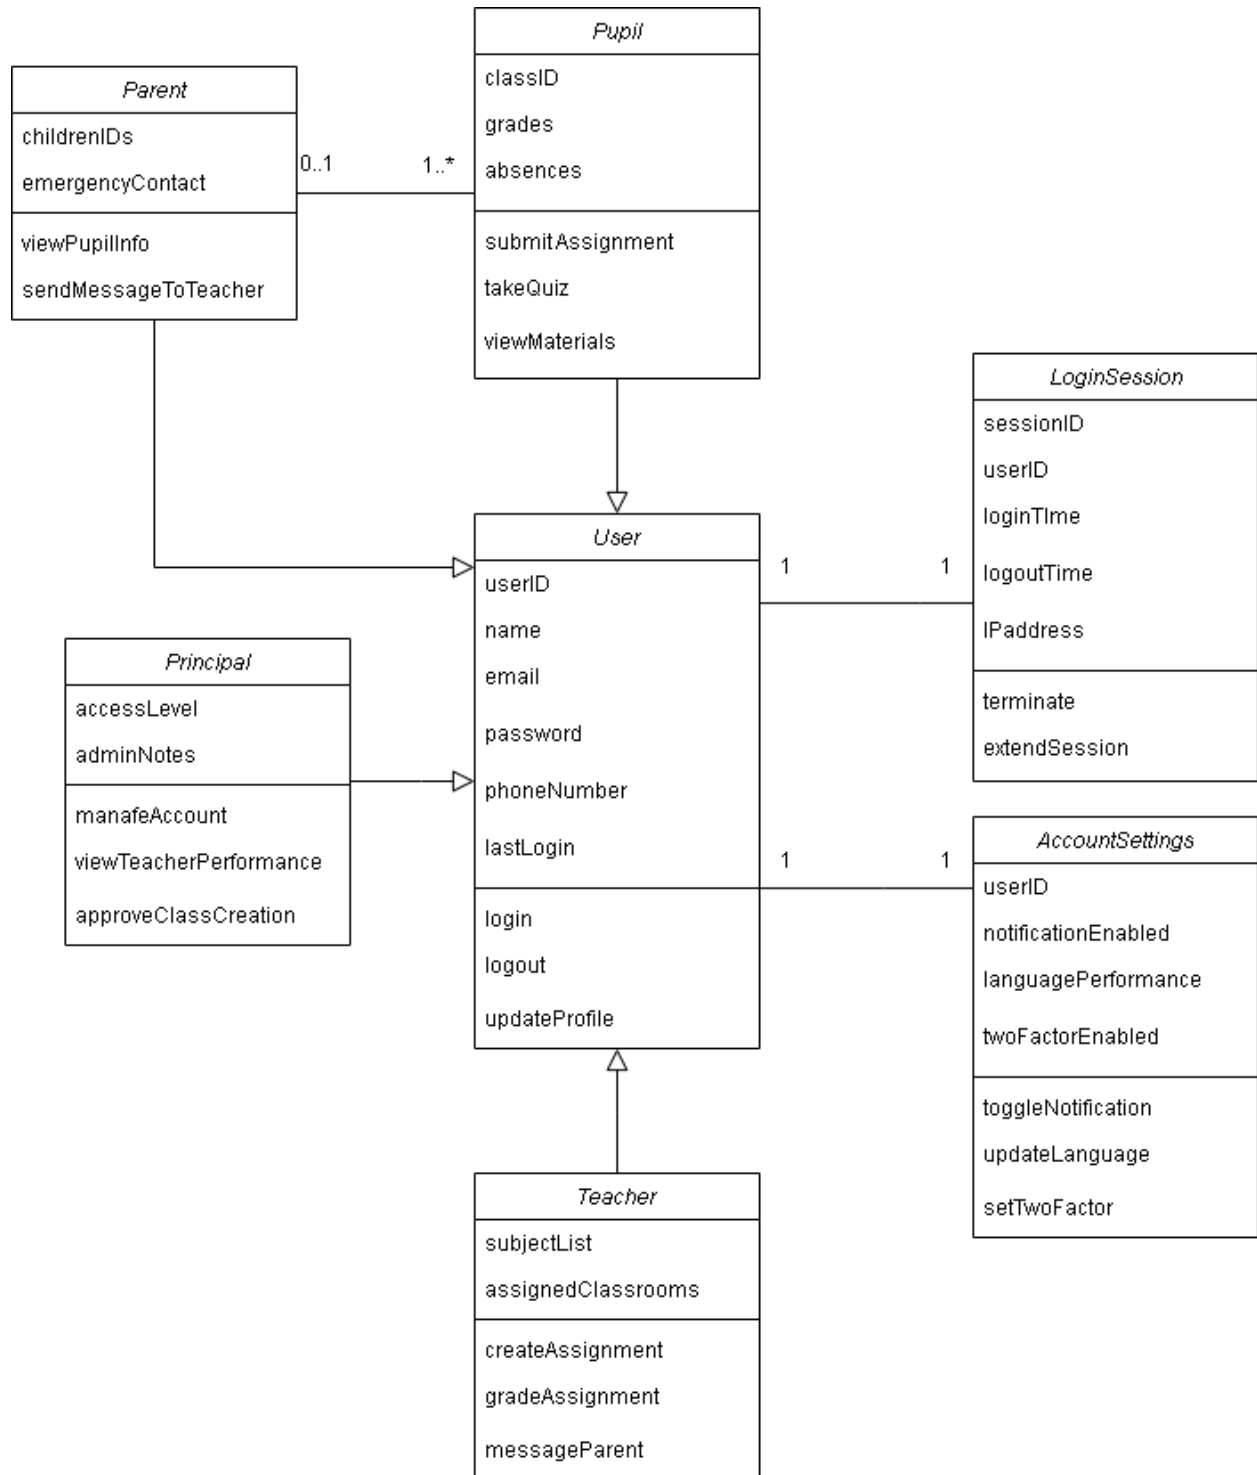 Pupil
classID
grades
absences
submitAssignment
takeQuiz
viewMaterials
Parent
childrenIDs
emergencyContact
viewPupilInfo
sendMessageToTeacher
0..1
1..*
LoginSession
sessionID
userID
loginTIme
logoutTime
IPaddress
terminate
extendSession
User
userID
name
email
password
phoneNumber
lastLogin
login
logout
updateProfile
1
1
Principal
accessLevel
adminNotes
manafeAccount
viewTeacherPerformance
approveClassCreation
1
1
AccountSettings
userID
notificationEnabled
languagePerformance
twoFactorEnabled
toggleNotification
updateLanguage
setTwoFactor
Teacher
subjectList
assignedClassrooms
createAssignment
gradeAssignment
messageParent